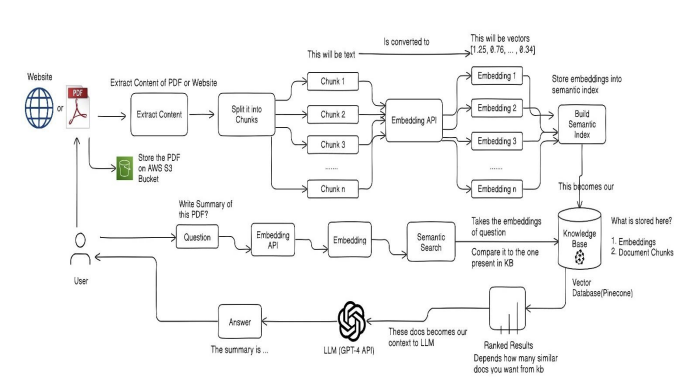 This will be text
Is converted to
This will be vectors
[1.25, 0.76, ... , 0.34]
Website
or
PDF
Extract Content of PDF or Website
Extract Content
Split it into
Chunks
Chunk 1
Chunk 2
Chunk 3
.......
Chunk n
Embedding API
Embedding 1
Embedding 2
Embedding 3
......
Embedding n
Store embeddings into
semantic index
Build
Semantic
Index
Store the PDF
on AWS S3
Bucket
This becomes our
Write Summary of
this PDF?
Question
Embedding
API
Embedding
Semantic
Search
Takes the embeddings
of question
Compare it to the one
present in KB
Knowledge
Base
What is stored here?
1. Embeddings
2. Document Chunks
User
Vector
Database(Pinecone)
Answer
The summary is ...
LLM (GPT-4 API)
These docs becomes our
context to LLM
Ranked Results
Depends how many similar
docs you want from kb